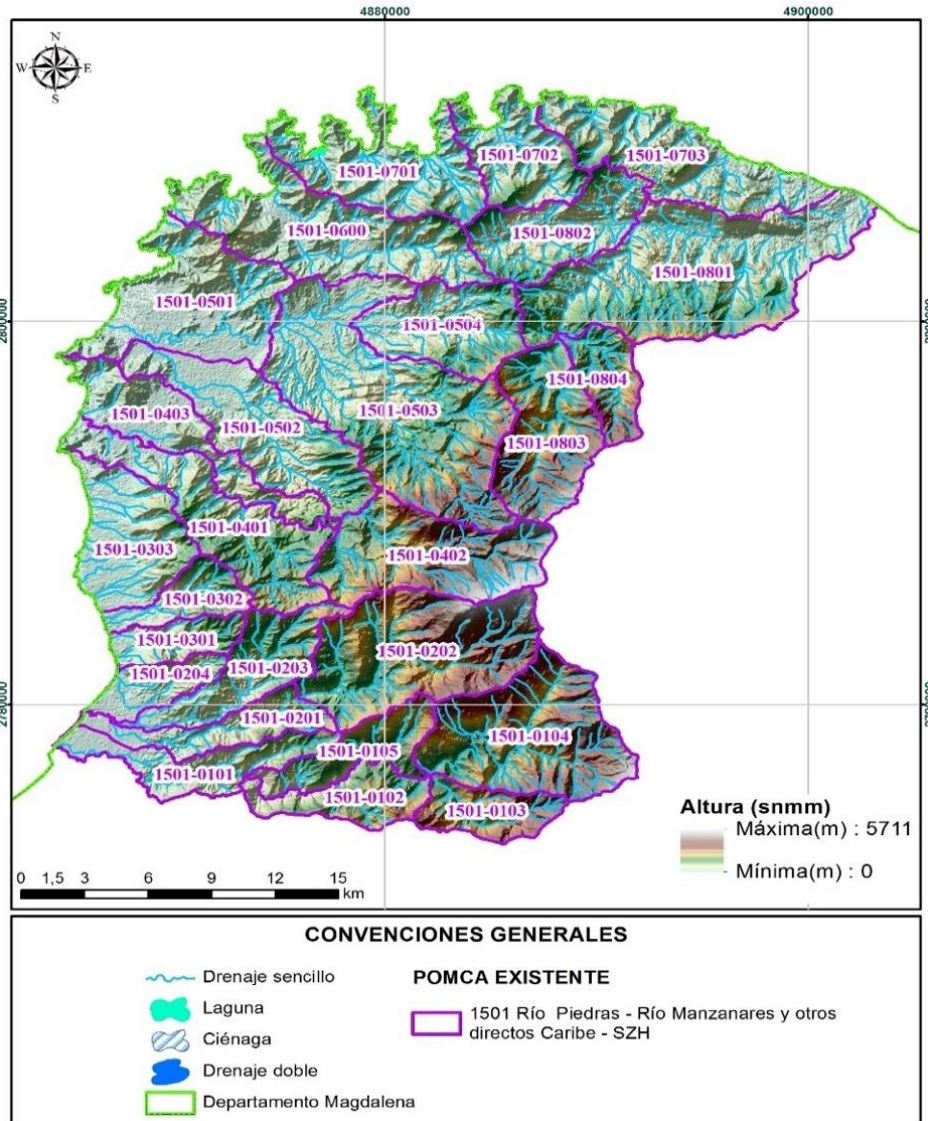 4880000
4900000
N
W E
S
1501-0701
1501-0702
1501-0703
1501-0600
1501-0802
1501-0801
1501-0501
1501-0504
2800000
1501-0804
1501-0403
1501-0503
1501-0502
1501-0803
1501-0401
1501-0303
1501-0402
1501-0302
1501-0301
1501-0202
1501-0203
1501-0204
2780000
1501-0201
1501-0104
1501-0105
1501-0101
1501-0102
1501-0103
Altura (snmm)
Máxima(m) : 5711
Mínima(m) : 0
0 1,5 3 6 9 12 15
km
CONVENCIONES GENERALES
Drenaje sencillo
Laguna
Ciénaga
Drenaje doble
Departamento Magdalena
POMCA EXISTENTE
1501 Río Piedras - Río Manzanares y otros
directos Caribe - SZH